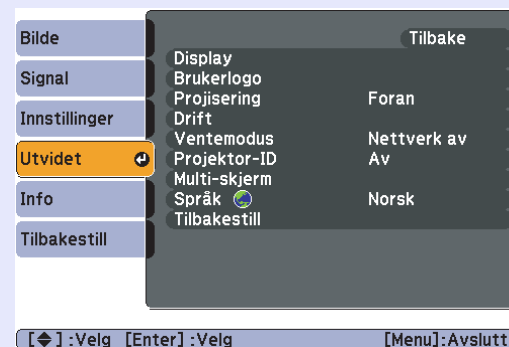 Bilde
Signal
Innstillinger
Utvidet
Info
Tilbakestill
Tilbake
Display
Brukerlogo
Projisering Foran
Drift
Ventemodus Nettverk av
Projektor-ID Av
Multi-skjerm
Språk Norsk
Tilbakestill
[◆] :Velg [Enter] :Velg [Menu]:Avslutt